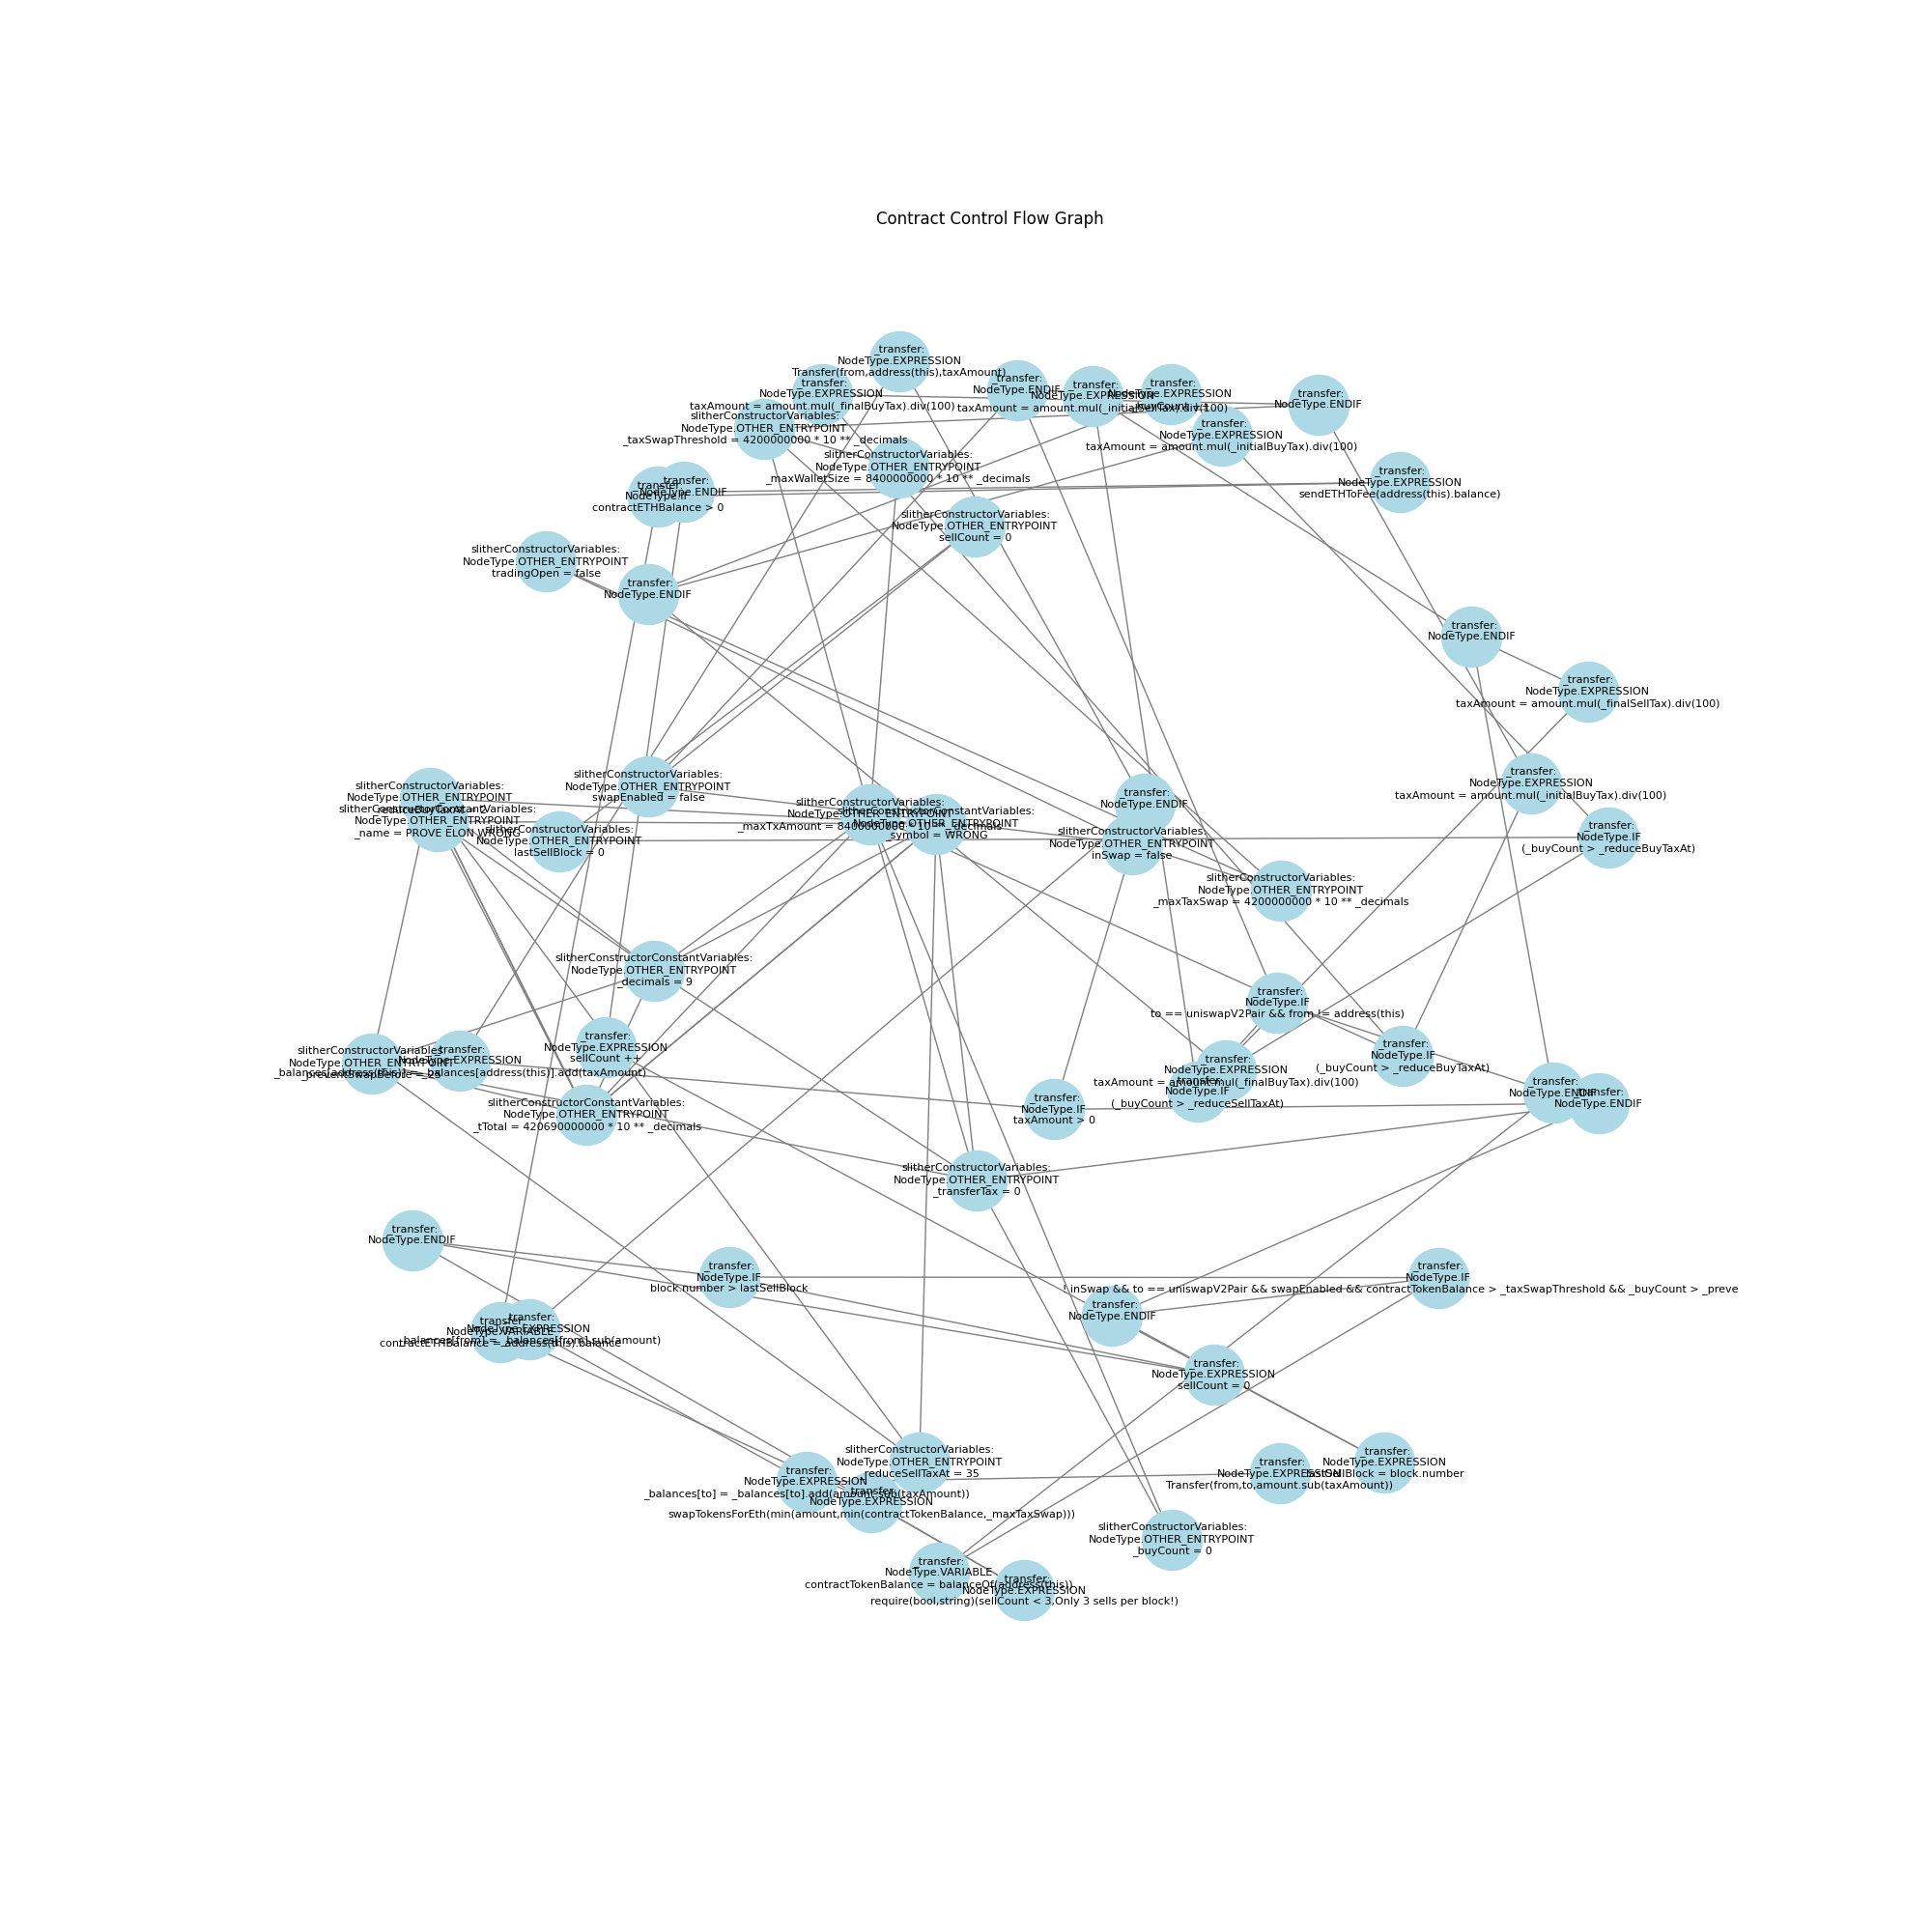 Contract Control Flow Graph
_transfer:
NodeType.EXPRESSION
Transfer(from,address(this),taxAmount)
_transfer:
NodeType.EXPRESSION
taxAmount = amount.mul(_finalBuyTax).div(100)
_transfer:
NodeType.ENDIF
_transfer:
NodeType.EXPRESSION
taxAmount = amount.mul(_initialSellTax).div(100)
_transfer:
NodeType.EXPRESSION
_transfer:
NodeType.ENDIF
slitherConstructorVariables:
NodeType.OTHER_ENTRYPOINT
_taxSwapThreshold = 4200000000 * 10 ** _decimals
_transfer:
NodeType.EXPRESSION
taxAmount = amount.mul(_initialBuyTax).div(100)
slitherConstructorVariables:
NodeType.OTHER_ENTRYPOINT
_maxWalletSize = 8400000000 * 10 ** _decimals
_transfer:
NodeType.IF
contractETHBalance > 0
_transfer:
NodeType.ENDIF
_transfer:
NodeType.EXPRESSION
sendETHToFee(address(this).balance)
slitherConstructorVariables:
NodeType.OTHER_ENTRYPOINT
sellCount = 0
slitherConstructorVariables:
NodeType.OTHER_ENTRYPOINT
tradingOpen = false
_transfer:
NodeType.ENDIF
_transfer:
NodeType.ENDIF
_transfer:
NodeType.EXPRESSION
taxAmount = amount.mul(_finalSellTax).div(100)
_transfer:
NodeType.EXPRESSION
taxAmount = amount.mul(_initialBuyTax).div(100)
slitherConstructorVariables:
NodeType.OTHER_ENTRYPOINT
swapEnabled = false
slitherConstructorVariables:
NodeType.OTHER_ENTRYPOINT
_reduceBuyTaxAt = 2
slitherConstructorConstantVariables:
NodeType.OTHER_ENTRYPOINT
_name = PROVE ELON WRONG
slitherConstructorVariables:
NodeType.OTHER_ENTRYPOINT
lastSellBlock = 0
slitherConstructorVariables:
NodeType.OTHER_ENTRYPOINT
_maxTxAmount = 8400000000 * 10 ** _decimals
slitherConstructorConstantVariables:
NodeType.OTHER_ENTRYPOINT
_symbol = WRONG
_transfer:
NodeType.ENDIF
slitherConstructorVariables:
NodeType.OTHER_ENTRYPOINT
inSwap = false
_transfer:
NodeType.IF
(_buyCount > _reduceBuyTaxAt)
slitherConstructorVariables:
NodeType.OTHER_ENTRYPOINT
_maxTaxSwap = 4200000000 * 10 ** _decimals
slitherConstructorConstantVariables:
NodeType.OTHER_ENTRYPOINT
_decimals = 9
_transfer:
NodeType.IF
to == uniswapV2Pair && from != address(this)
_transfer:
NodeType.EXPRESSION
sellCount ++
_transfer:
NodeType.IF
(_buyCount > _reduceBuyTaxAt)
slitherConstructorVariables:
NodeType.OTHER_ENTRYPOINT
_preventSwapBefore = 25
_transfer:
NodeType.EXPRESSION
_balances[address(this)] = _balances[address(this)].add(taxAmount)
_transfer:
NodeType.EXPRESSION
taxAmount = amount.mul(_finalBuyTax).div(100)
_transfer:
NodeType.IF
(_buyCount > _reduceSellTaxAt)
_transfer:
NodeType.ENDIF
_transfer:
NodeType.ENDIF
slitherConstructorConstantVariables:
NodeType.OTHER_ENTRYPOINT
_tTotal = 420690000000 * 10 ** _decimals
_transfer:
NodeType.IF
taxAmount > 0
slitherConstructorVariables:
NodeType.OTHER_ENTRYPOINT
_transferTax = 0
_transfer:
NodeType.ENDIF
_transfer:
NodeType.IF
block.number > lastSellBlock
_transfer:
NodeType.IF
! inSwap && to == uniswapV2Pair && swapEnabled && contractTokenBalance > _taxSwapThreshold && _buyCount > _preve
_transfer:
NodeType.ENDIF
_transfer:
NodeType.VARIABLE
contractETHBalance = address(this).balance
_transfer:
NodeType.EXPRESSION
_balances[from] = _balances[from].sub(amount)
_transfer:
NodeType.EXPRESSION
sellCount = 0
slitherConstructorVariables:
NodeType.OTHER_ENTRYPOINT
_reduceSellTaxAt = 35
_transfer:
NodeType.EXPRESSION
_balances[to] = _balances[to].add(amount.sub(taxAmount))
_transfer:
NodeType.EXPRESSION
swapTokensForEth(min(amount,min(contractTokenBalance,_maxTaxSwap)))
_transfer:
NodeType.EXPRESSION
Transfer(from,to,amount.sub(taxAmount))
_transfer:
NodeType.EXPRESSION
lastSellBlock = block.number
slitherConstructorVariables:
NodeType.OTHER_ENTRYPOINT
_buyCount = 0
_transfer:
NodeType.VARIABLE
contractTokenBalance = balanceOf(address(this))
_transfer:
NodeType.EXPRESSION
require(bool,string)(sellCount < 3,Only 3 sells per block!)